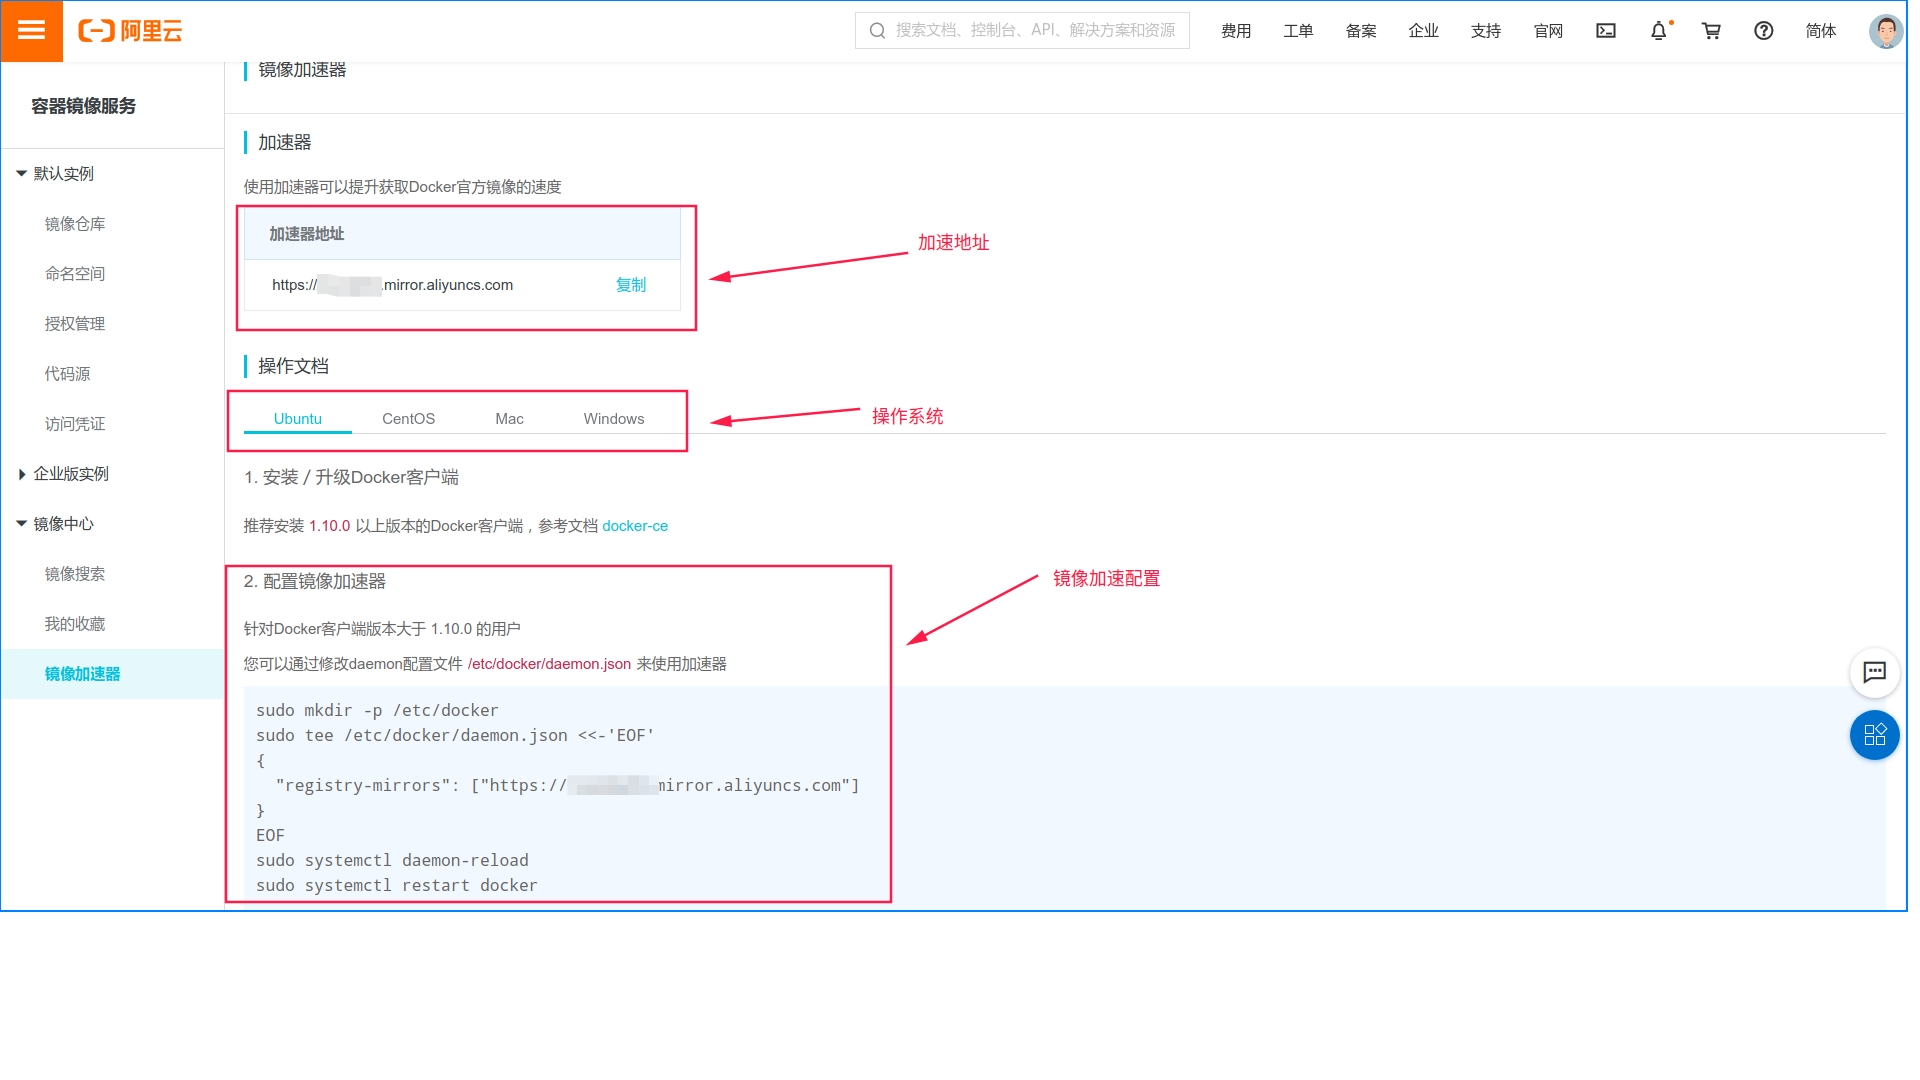 阿里云
搜索文档、控制台、API、解决方案和资源
费用 工单 备案 企业 支持 官网 简体
镜像加速器
容器镜像服务
默认实例
镜像仓库
命名空间
授权管理
代码源
访问凭证
企业版实例
镜像中心
镜像搜索
我的收藏
镜像加速器
加速器
使用加速器可以提升获取Docker官方镜像的速度
加速器地址
https:// .mirror.aliyuncs.com 复制
加速地址
操作文档
Ubuntu CentOS Mac Windows
操作系统
1. 安装 / 升级Docker客户端
推荐安装 1.10.0 以上版本的Docker客户端，参考文档 docker-ce
2. 配置镜像加速器
镜像加速配置
针对Docker客户端版本大于 1.10.0 的用户
您可以通过修改daemon配置文件 /etc/docker/daemon.json 来使用加速器
sudo mkdir -p /etc/docker
sudo tee /etc/docker/daemon.json <<-'EOF'
{
"registry-mirrors": ["https:// mirror.aliyuncs.com"]
}
EOF
sudo systemctl daemon-reload
sudo systemctl restart docker